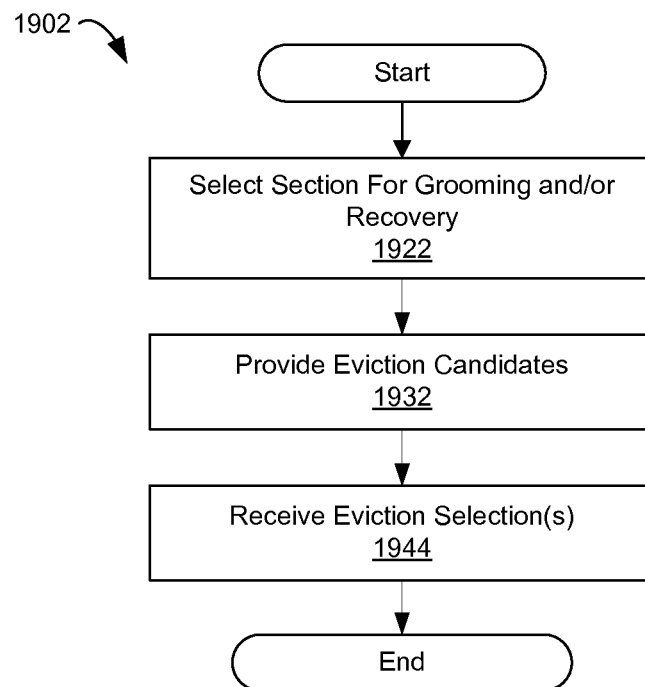 1902
Start
Select Section For Grooming and/or
Recovery
1922
Provide Eviction Candidates
1932
Receive Eviction Selection(s)
1944
End